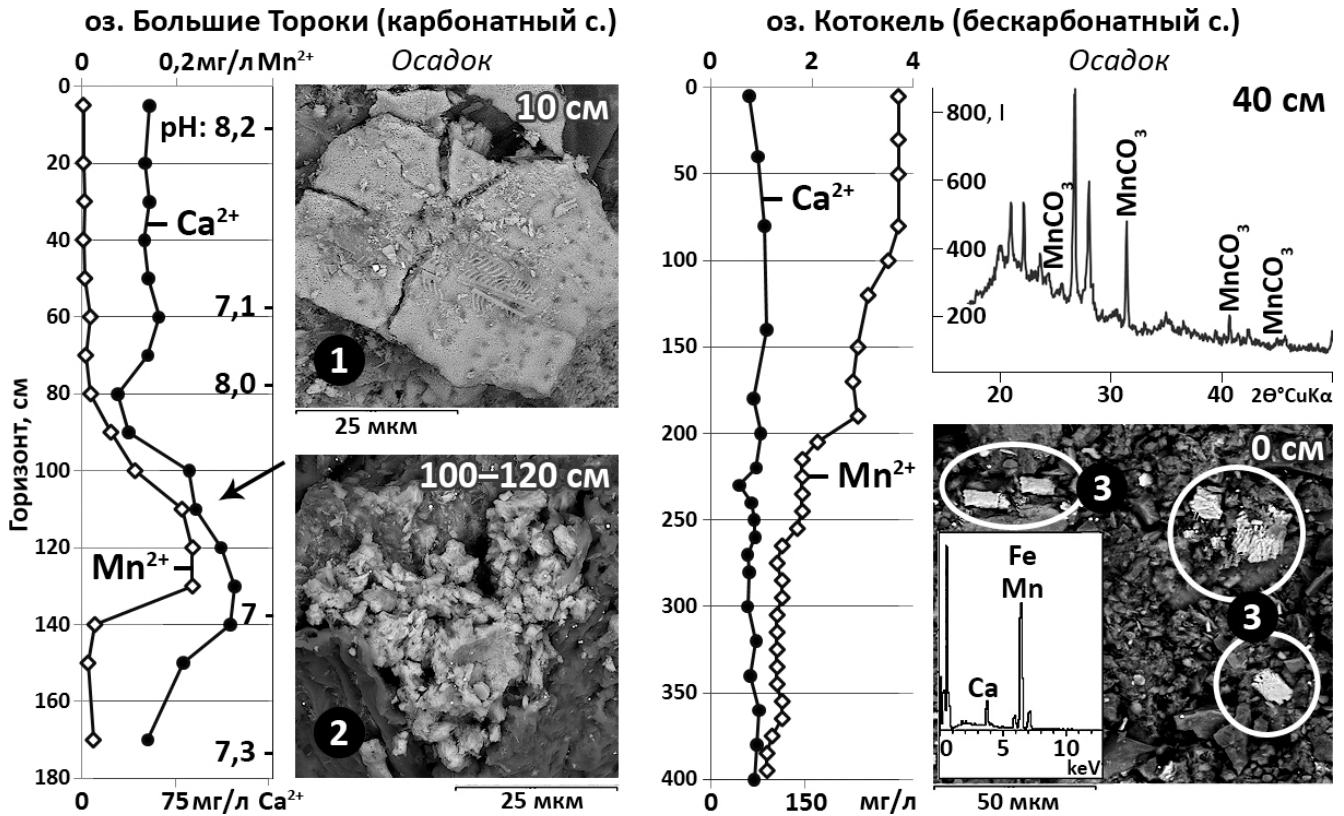 оз. Большие Тороки (карбонатный с.)
0
0,2мг/л Mn²⁺
Осадок
Горизонт, см
0
20
40
60
80
100
120
140
160
180
pH: 8,2
Ca²⁺
7,1
8,0
Mn²⁺
7
7,3
0
75мг/л Ca²⁺
10 см
1
25 мкм
100–120 см
2
25 мкм
оз. Котокель (бескарбонатный с.)
0
2
4
Осадок
0
50
100
150
200
250
300
350
400
Ca²⁺
Mn²⁺
0
150
мг/л
40 см
800, I
600
400
200
MnCO₃
MnCO₃
MnCO₃
MnCO₃
20
30
40
2Θ°CuKα
0 см
3
3
Fe
Mn
Ca
0
5
10
keV
50 мкм